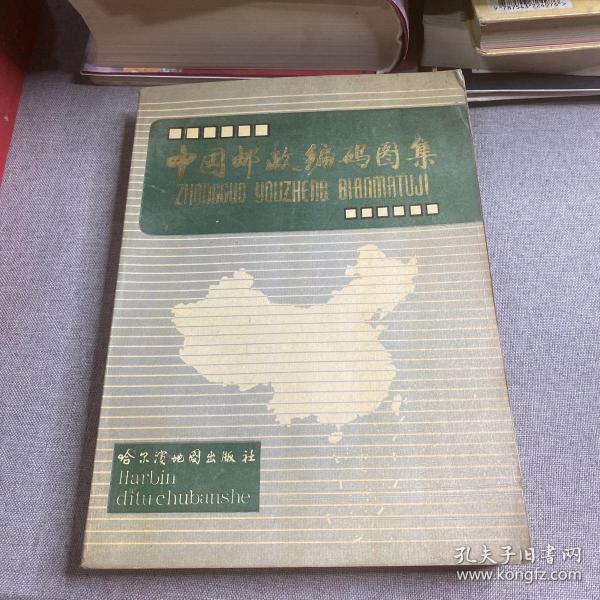 中国邮政编码图集
ZHONGGUO YOUZHENG BIANMATUJI
哈尔滨地图出版社
Harbin
ditu chubanshe
孔夫子旧书网
www.kongfz.com